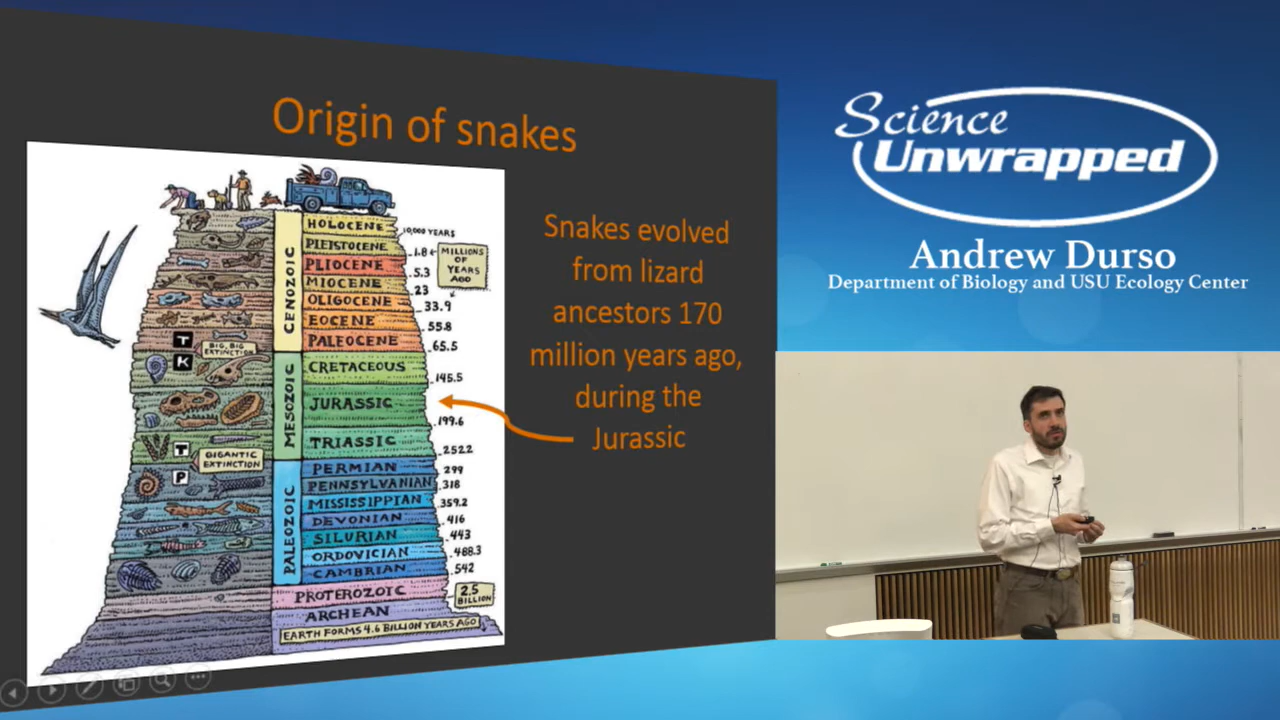 Origin of snakes
HOLOCENE
10,000 YEARS
PLEISTOCENE
1.8
MILLIONS
OF
YEARS
AGO
PLIOCENE
5.3
MIOCENE
23
OLIGOCENE
33.9
EOCENE
55.8
PALEOCENE
65.5
CENOZOIC
T
BIG, BIG
EXTINCTION
K
CRETACEOUS
145.5
JURASSIC
199.6
TRIASSIC
252.2
MESOZOIC
T
GIGANTIC
EXTINCTION
P
PERMIAN
299
PENNSYLVANIAN
318
MISSISSIPPIAN
359.2
DEVONIAN
416
SILURIAN
443
ORDOVICIAN
488.3
CAMBRIAN
542
PALEOZOIC
PROTEROZOIC
2.5
BILLION
ARCHEAN
EARTH FORMS 4.6 BILLION YEARS AGO
Snakes evolved
from lizard
ancestors 170
million years ago,
during the
Jurassic
Science
Unwrapped
Andrew Durso
Department of Biology and USU Ecology Center